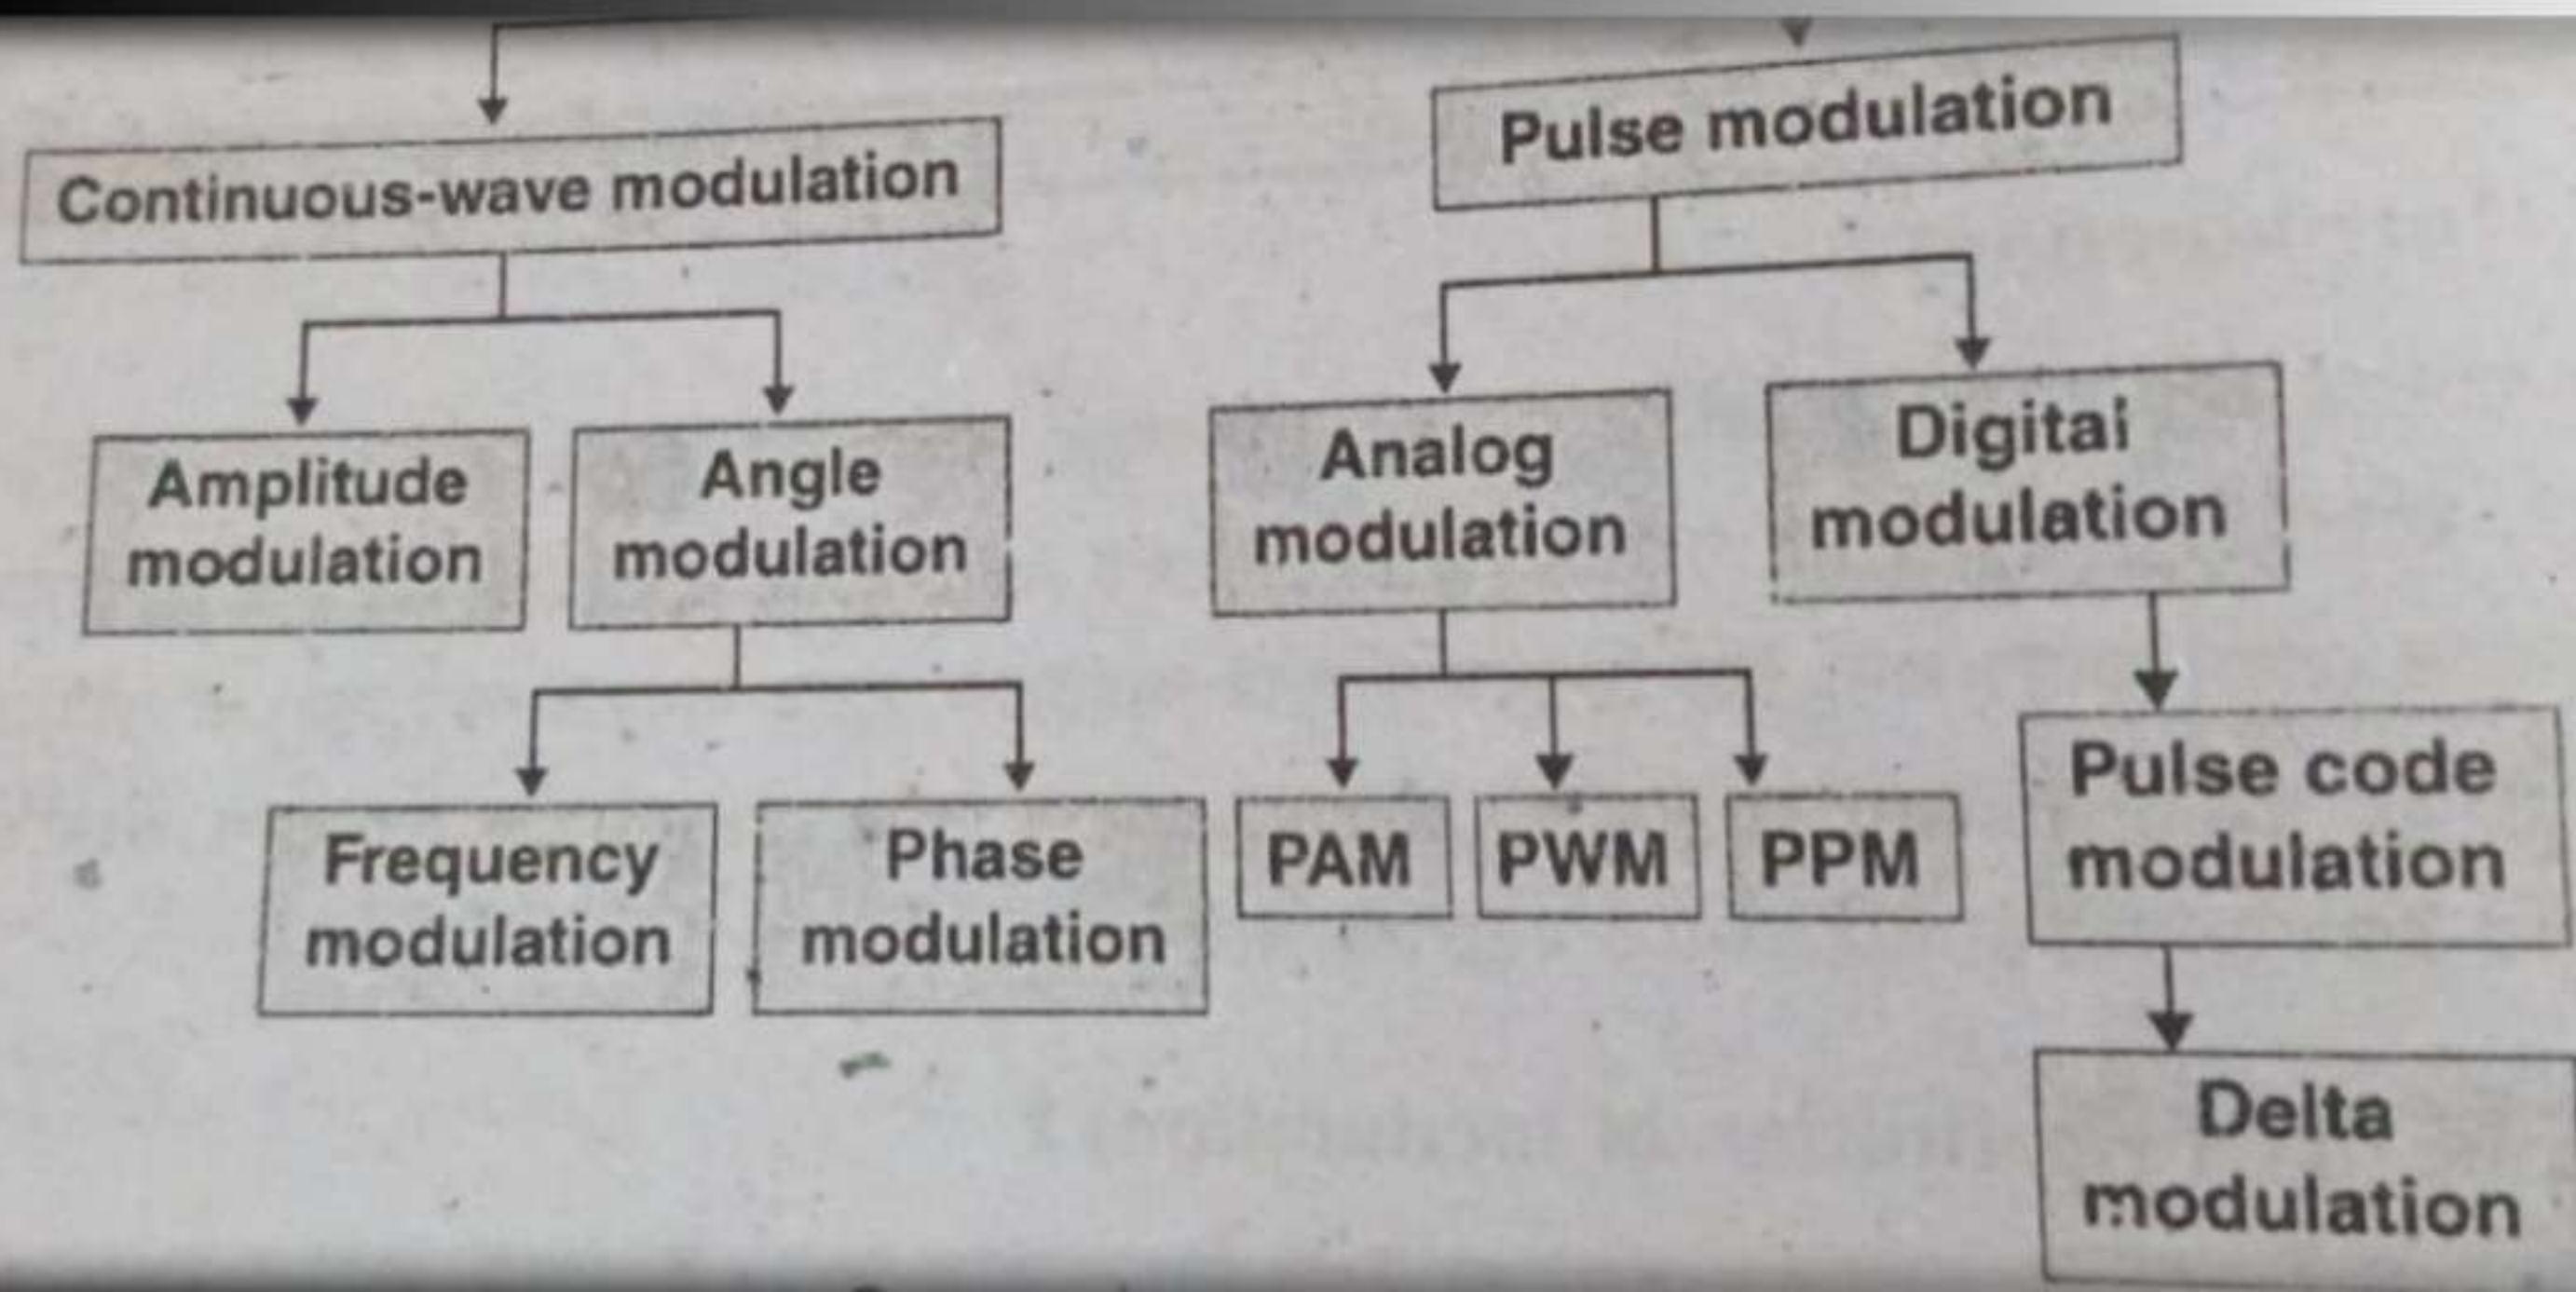 Continuous-wave modulation
Pulse modulation
Amplitude
modulation
Angle
modulation
Analog
modulation
Digital
modulation
Frequency
modulation
Phase
modulation
PAM
PWM
PPM
Pulse code
modulation
Delta
modulation